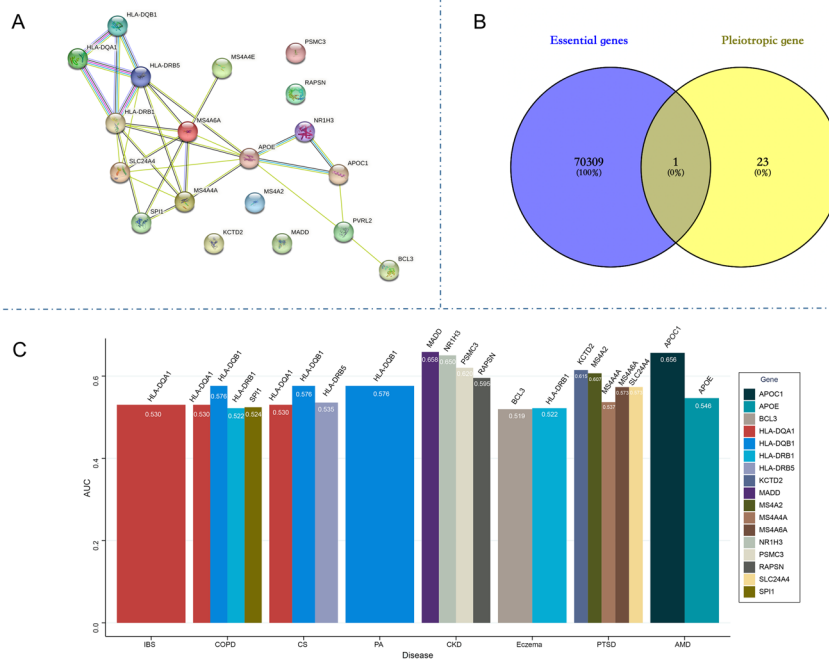 A
HLA-DQB1
HLA-DQA1
HLA-DRB5
MS4A4E
PSMC3
RAPSN
HLA-DRB1
MS4A6A
NR1H3
APOE
SLC24A4
APOC1
MS4A4A
MS4A2
SPI1
PVRL2
KCTD2
MADD
BCL3
B
Essential genes
Pleiotropic gene
70309
(100%)
1
(0%)
23
(0%)
C
AUC
0.0
0.2
0.4
0.6
HLA-DQA1
0.530
HLA-DQA1
0.530
HLA-DQB1
0.576
HLA-DRB1
0.522
SPI1
0.524
HLA-DQA1
0.530
HLA-DQB1
0.576
HLA-DRB5
0.535
HLA-DQB1
0.576
MADD
0.658
NR1H3
0.650
PSMC3
RAPSN
0.595
BCL3
0.519
HLA-DRB1
0.522
KCTD2
0.615
MS4A2
0.607
MS4A4A
0.537
MS4A6A
0.573
SLC24A4
APOC1
0.656
APOE
0.546
IBS
COPD
CS
PA
CKD
Eczema
PTSD
AMD
Disease
Gene
APOC1
APOE
BCL3
HLA-DQA1
HLA-DQB1
HLA-DRB1
HLA-DRB5
KCTD2
MADD
MS4A2
MS4A4A
MS4A6A
NR1H3
PSMC3
RAPSN
SLC24A4
SPI1